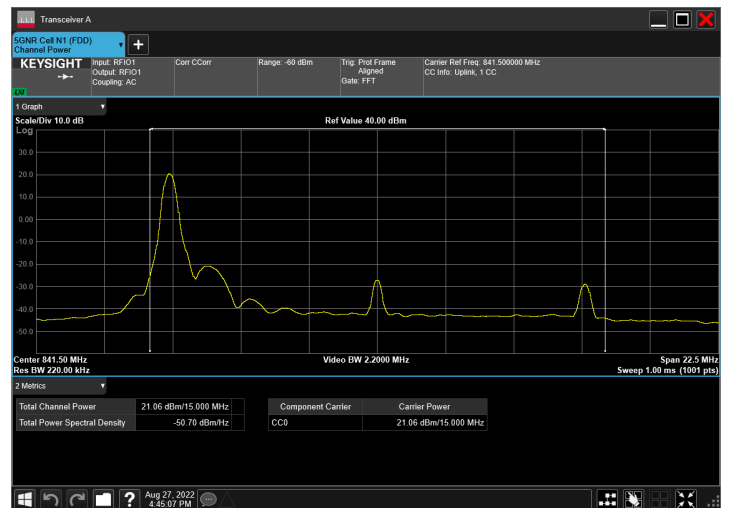 Transceiver A
5GNR Cell N1 (FDD)
Channel Power
+
KEYSIGHT
Input: RFIO1
Output: RFIO1
Coupling: AC
Corr CCorr
Range: -60 dBm
Trig: Prot Frame
Aligned
Gate: FFT
Carrier Ref Freq: 841.500000 MHz
CC Info: Uplink, 1 CC
1 Graph
Scale/Div 10.0 dB
Ref Value 40.00 dBm
Log
30.0
20.0
10.0
0.00
-10.0
-20.0
-30.0
-40.0
-50.0
Center 841.50 MHz
Video BW 2.2000 MHz
Span 22.5 MHz
Res BW 220.00 kHz
Sweep 1.00 ms (1001 pts)
2 Metrics
Total Channel Power 21.06 dBm/15.000 MHz
Total Power Spectral Density -50.70 dBm/Hz
Component Carrier Carrier Power
CC0 21.06 dBm/15.000 MHz
?
Aug 27, 2022
4:45:07 PM